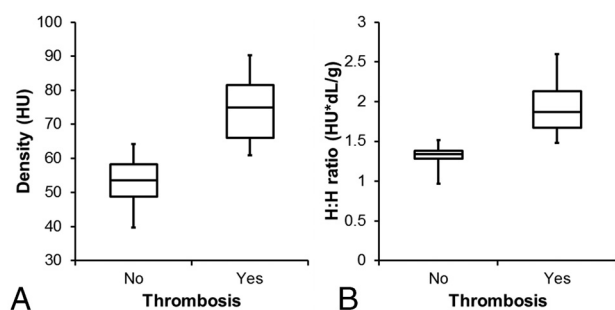 Density (HU)
100
90
80
70
60
50
40
30
No
Yes
Thrombosis
A
H:H ratio (HU*dL/g)
3
2.5
2
1.5
1
0.5
0
No
Yes
Thrombosis
B